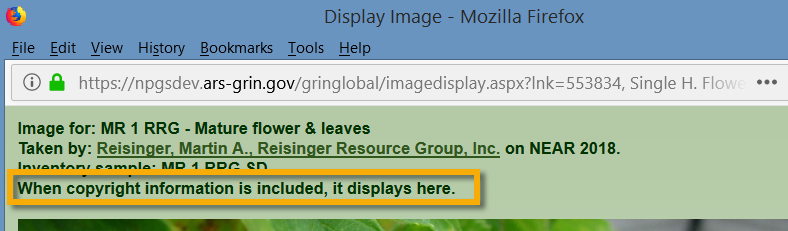 Display Image - Mozilla Firefox
File Edit View History Bookmarks Tools Help
https://npgsdev.ars-grin.gov/gringlobal/imagedisplay.aspx?lnk=553834, Single H. Flowe
Image for: MR 1 RRG - Mature flower & leaves
Taken by: Reisinger, Martin A., Reisinger Resource Group, Inc. on NEAR 2018.
Inventory sample: MR 1 RRG SD
When copyright information is included, it displays here.